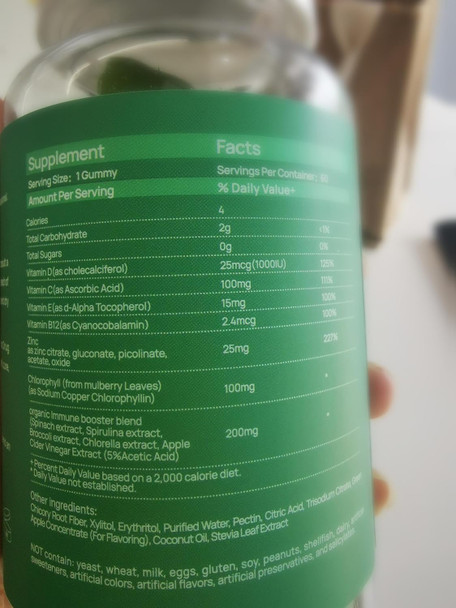 Supplement Facts
Serving Size: 1 Gummy Servings Per Container: 60
Amount Per Serving % Daily Value+
Calories 4
Total Carbohydrate 2g <1%
Total Sugars 0g 0%
Vitamin D(as cholecalciferol) 25mcg(1000IU) 125%
Vitamin C(as Ascorbic Acid) 100mg 111%
Vitamin E(as d-Alpha Tocopherol) 15mg 100%
Vitamin B12(as Cyanocobalamin) 2.4mcg 100%
Zinc
as zinc citrate, gluconate, picolinate, 25mg 227%
acetate, oxide
Chlorophyll (from mulberry Leaves) 100mg *
(as Sodium Copper Chlorophyllin)
organic Immune booster blend
(Spinach extract, Spirulina extract, 200mg *
Broccoli extract, Chlorella extract, Apple
Cider Vinegar Extract (5%Acetic Acid)
* Percent Daily Value based on a 2,000 calorie diet.
* Daily Value not established.
Other ingredients:
Chicory Root Fiber, Xylitol, Erythritol, Purified Water, Pectin, Citric Acid, Trisodium Citrate,
Apple Concentrate (For Flavoring), Coconut Oil, Stevia Leaf Extract
NOT contain: yeast, wheat, milk, eggs, gluten, soy, peanuts, shellfish, dairy,
sweeteners, artificial colors, artificial flavors, artificial preservatives, and salicylates